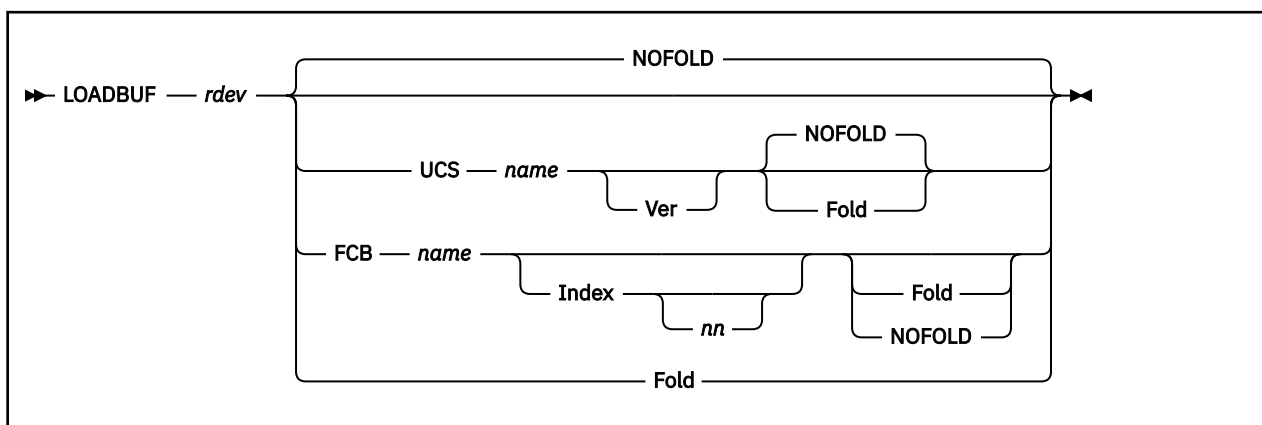 NOFOLD
LOADBUF rdev
NOFOLD
UCS name
Ver Fold
FCB name
Index Fold
nn NOFOLD
Fold